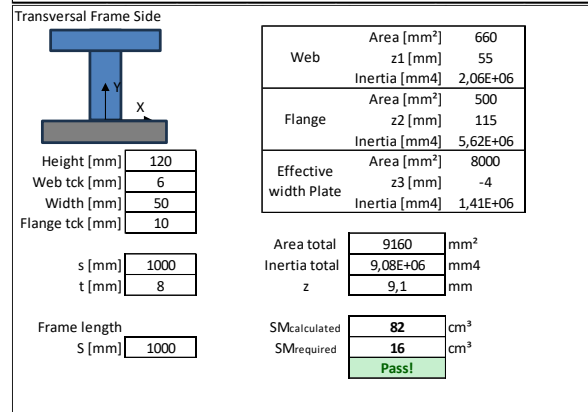 Transversal Frame Side
Y
X
Height [mm] 120
Web tck [mm] 6
Width [mm] 50
Flange tck [mm] 10
s [mm] 1000
t [mm] 8
Frame length
S [mm] 1000
Web
Area [mm²] 660
z1 [mm] 55
Inertia [mm4] 2,06E+06
Flange
Area [mm²] 500
z2 [mm] 115
Inertia [mm4] 5,62E+06
Effective
width Plate
Area [mm²] 8000
z3 [mm] -4
Inertia [mm4] 1,41E+06
Area total 9160 mm²
Inertia total 9,08E+06 mm4
z 9,1 mm
SMcalculated 82 cm³
SMrequired 16 cm³
Pass!